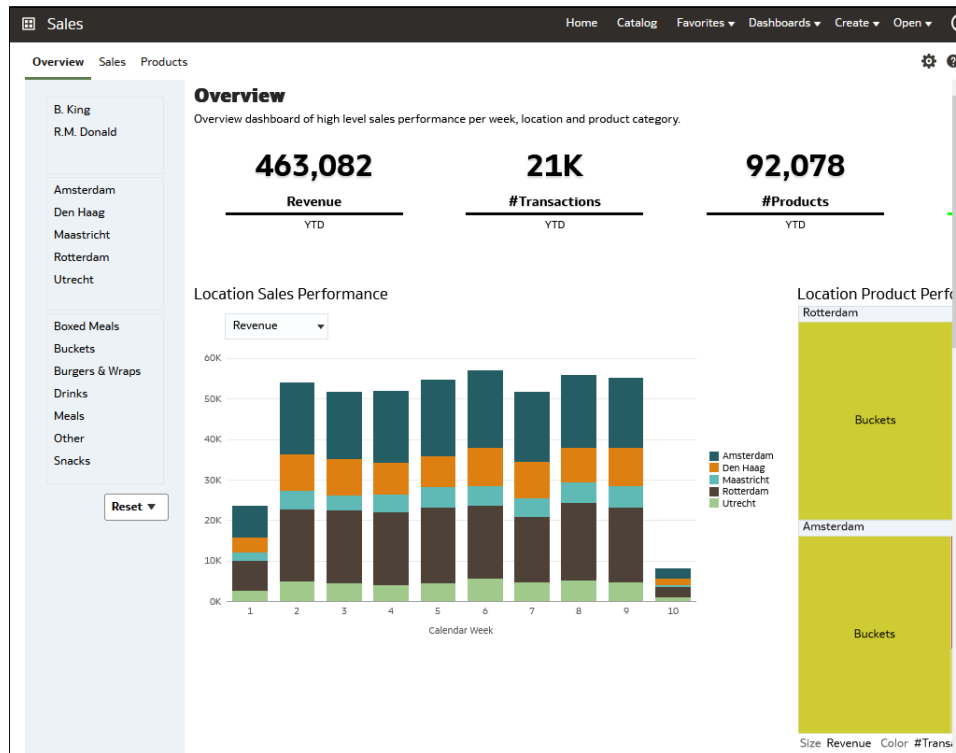 Sales
Home Catalog Favorites Dashboards Create Open
Overview Sales Products
B. King
R.M. Donald
Amsterdam
Den Haag
Maastricht
Rotterdam
Utrecht
Boxed Meals
Buckets
Burgers & Wraps
Drinks
Meals
Other
Snacks
Reset
Overview
Overview dashboard of high level sales performance per week, location and product category.
463,082
Revenue
YTD
21K
#Transactions
YTD
92,078
#Products
YTD
Location Sales Performance
Revenue
60K
50K
40K
30K
20K
10K
0K
1 2 3 4 5 6 7 8 9 10
Calendar Week
Amsterdam
Den Haag
Maastricht
Rotterdam
Utrecht
Location Product Perfo
Rotterdam
Buckets
Amsterdam
Buckets
Size Revenue Color #Transa